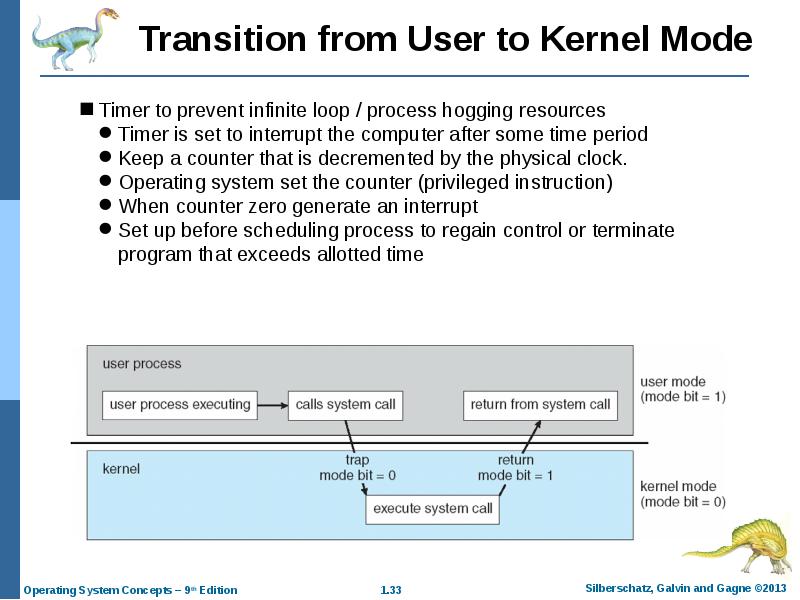 Transition from User to Kernel Mode
Timer to prevent infinite loop / process hogging resources
Timer is set to interrupt the computer after some time period
Keep a counter that is decremented by the physical clock.
Operating system set the counter (privileged instruction)
When counter zero generate an interrupt
Set up before scheduling process to regain control or terminate
program that exceeds allotted time
user process
user process executing
calls system call
return from system call
user mode
(mode bit = 1)
kernel
trap
mode bit = 0
return
mode bit = 1
execute system call
kernel mode
(mode bit = 0)
Operating System Concepts – 9th Edition
1.33
Silberschatz, Galvin and Gagne ©2013